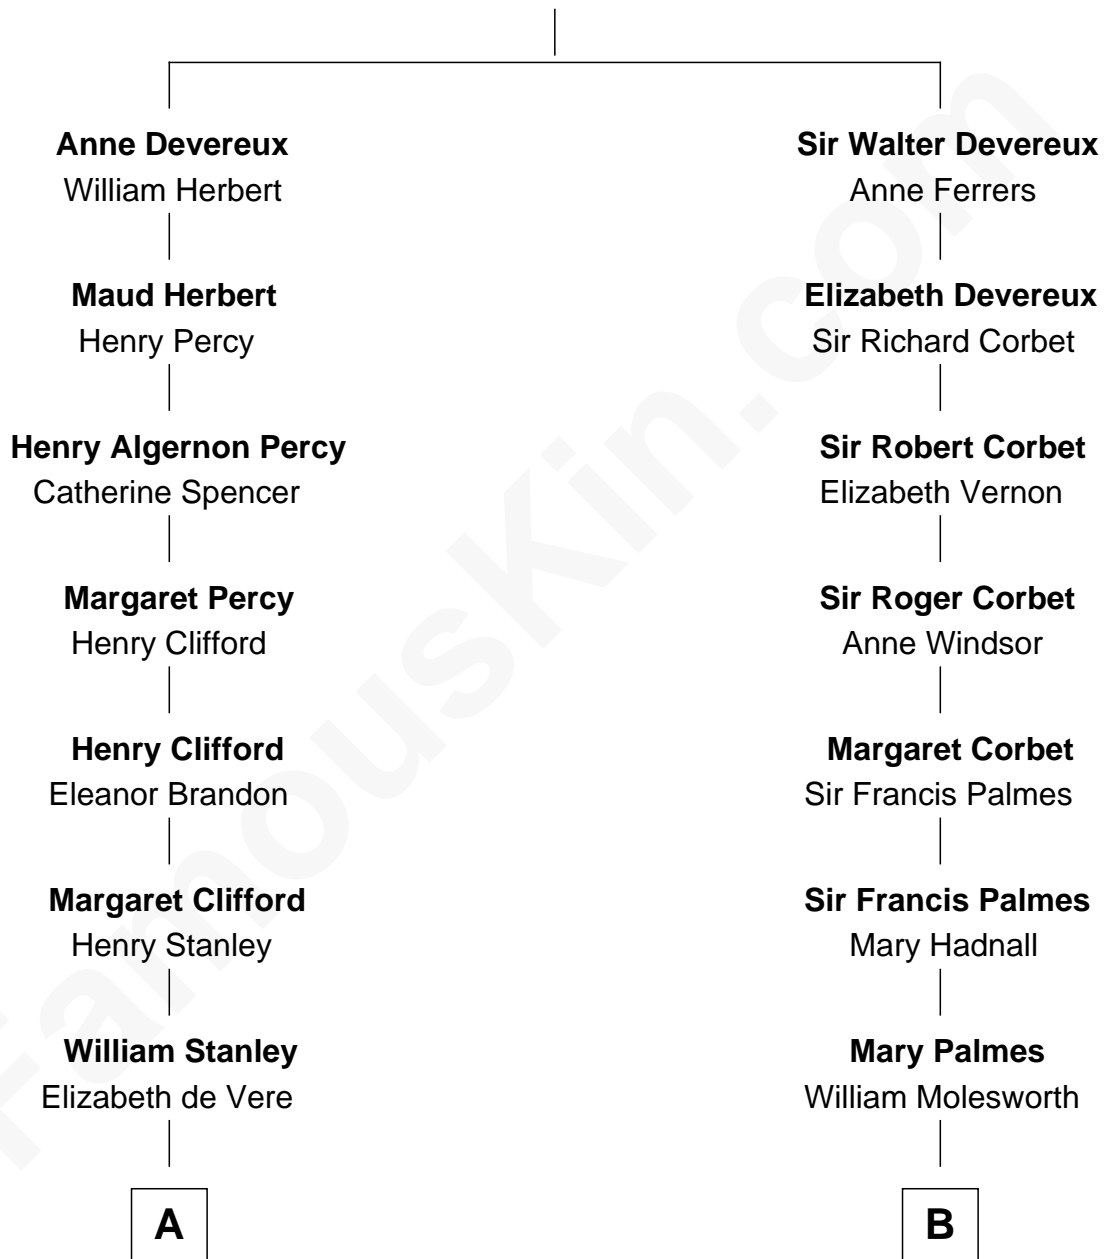 Anne Devereux
William Herbert
Maud Herbert
Henry Percy
Henry Algernon Percy
Catherine Spencer
Margaret Percy
Henry Clifford
Henry Clifford
Eleanor Brandon
Margaret Clifford
Henry Stanley
William Stanley
Elizabeth de Vere
A
Sir Walter Devereux
Anne Ferrers
Elizabeth Devereux
Sir Richard Corbet
Sir Robert Corbet
Elizabeth Vernon
Sir Roger Corbet
Anne Windsor
Margaret Corbet
Sir Francis Palmes
Sir Francis Palmes
Mary Hadnall
Mary Palmes
William Molesworth
B
FamousKin.com